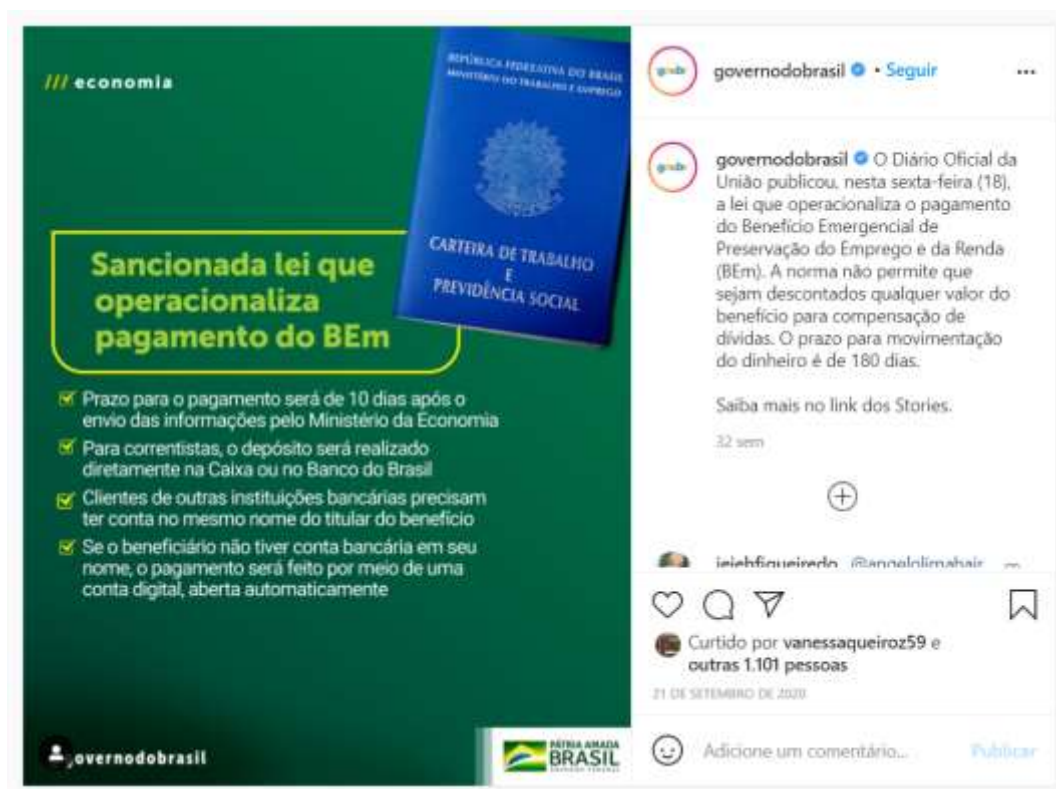 /// economia
REPÚBLICA FEDERATIVA DO BRASIL
MINISTÉRIO DO TRABALHO E EMPREGO
CARTEIRA DE TRABALHO
E
PREVIDÊNCIA SOCIAL
Sancionada lei que
operacionaliza
pagamento do BEm
Prazo para o pagamento será de 10 dias após o
envio das informações pelo Ministério da Economia
Para correntistas, o depósito será realizado
diretamente na Caixa ou no Banco do Brasil
Clientes de outras instituições bancárias precisam
ter conta no mesmo nome do titular do benefício
Se o beneficiário não tiver conta bancária em seu
nome, o pagamento será feito por meio de uma
conta digital, aberta automaticamente
overnodobrasil
PÁTRIA AMADA
BRASIL
governodobrasil • Seguir
governodobrasil O Diário Oficial da
União publicou, nesta sexta-feira (18),
a lei que operacionaliza o pagamento
do Benefício Emergencial de
Preservação do Emprego e da Renda
(BEm). A norma não permite que
sejam descontados qualquer valor do
benefício para compensação de
dívidas. O prazo para movimentação
do dinheiro é de 180 dias.
Saiba mais no link dos Stories.
32 sem
Curtido por vanessaqueiroz59 e
outras 1.101 pessoas
21 DE SETEMBRO DE 2020
Adicione um comentário...
Publicar